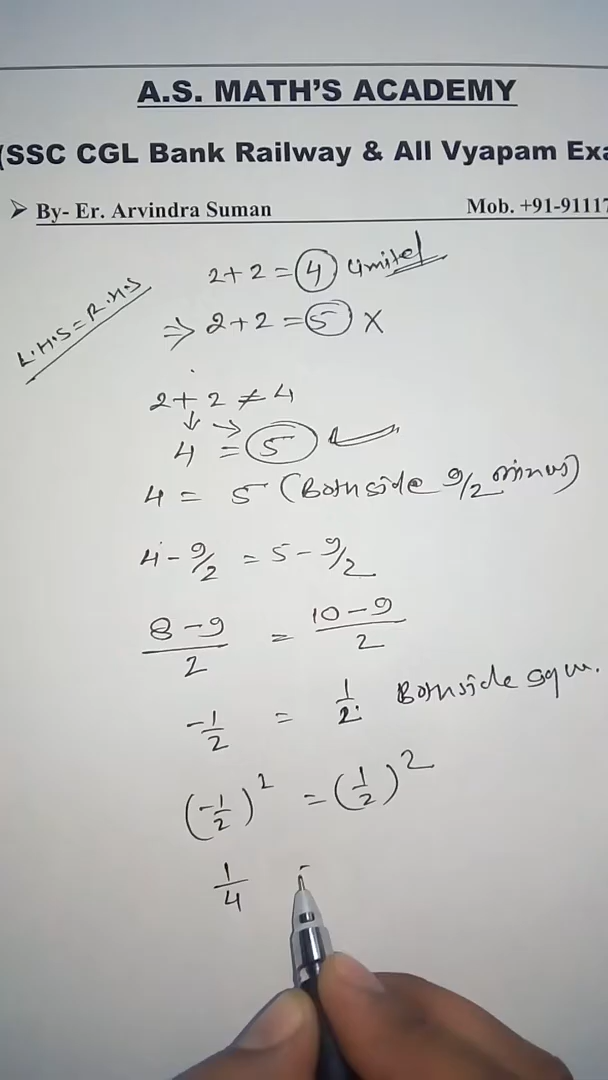 A.S. MATH'S ACADEMY
(SSC CGL Bank Railway & All Vyapam Exa
➤ By- Er. Arvindra Suman Mob. +91-91117
2+2 = 4
L.H.S = R.H.S
⇒ 2+2 = 5 X
2+2 ≠ 4
↓ →
4 = 5
4 = 5 (Bothside 9/2 minus)
4 - 9/2 = 5 - 9/2
8-9/2 = 10-9/2
-1/2 = 1/2 Bothside squ.
(-1/2)² = (1/2)²
1/4